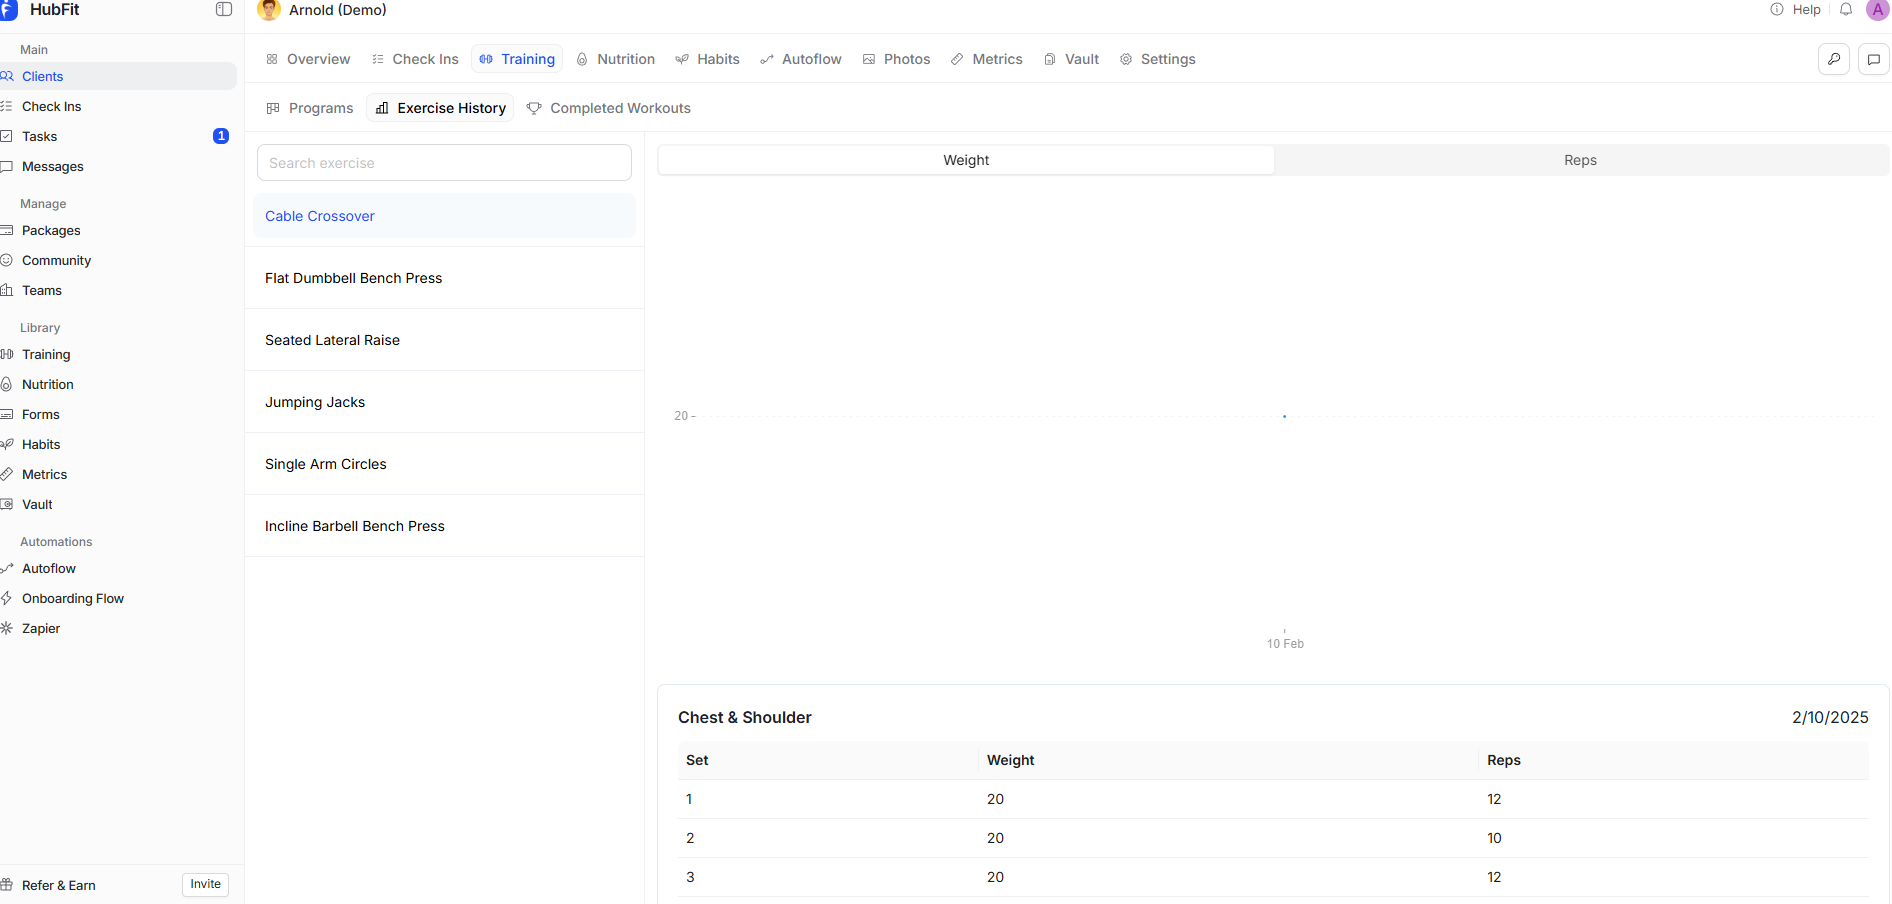 HubFit
Main
Clients
Check Ins
Tasks
1
Messages
Manage
Packages
Community
Teams
Library
Training
Nutrition
Forms
Habits
Metrics
Vault
Automations
Autoflow
Onboarding Flow
Zapier
Refer & Earn
Invite
Arnold (Demo)
Help
A
Overview
Check Ins
Training
Nutrition
Habits
Autoflow
Photos
Metrics
Vault
Settings
Programs
Exercise History
Completed Workouts
Search exercise
Cable Crossover
Flat Dumbbell Bench Press
Seated Lateral Raise
Jumping Jacks
Single Arm Circles
Incline Barbell Bench Press
Weight
Reps
20
10 Feb
Chest & Shoulder
2/10/2025
Set Weight Reps
1 20 12
2 20 10
3 20 12